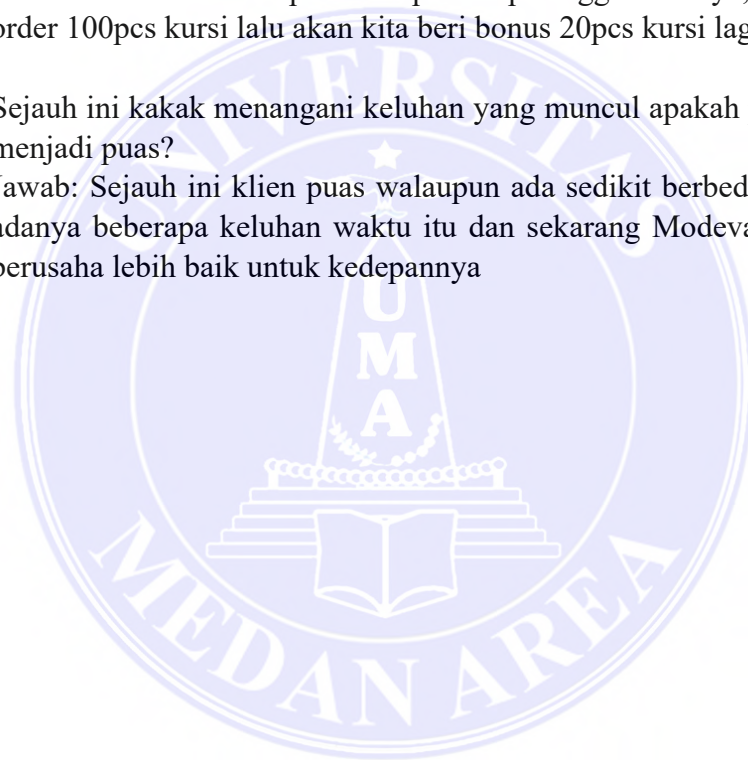 order 100pcs kursi lalu akan kita beri bonus 20pcs kursi lag
Sejauh ini kakak menangani keluhan yang muncul apakah
menjadi puas?
Jawab: Sejauh ini klien puas walaupun ada sedikit berbed
adanya beberapa keluhan waktu itu dan sekarang Modeva
berusaha lebih baik untuk kedepannya
UNIVERSITAS
U
M
A
MEDAN AREA